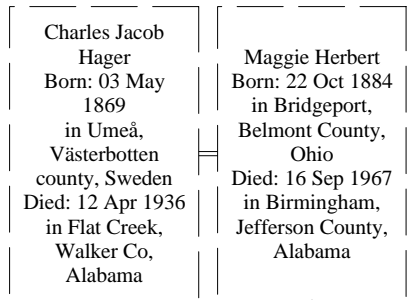 Charles Jacob
Hager
Born: 03 May
1869
in Umeå,
Västerbotten
county, Sweden
Died: 12 Apr 1936
in Flat Creek,
Walker Co,
Alabama
Maggie Herbert
Born: 22 Oct 1884
in Bridgeport,
Belmont County,
Ohio
Died: 16 Sep 1967
in Birmingham,
Jefferson County,
Alabama